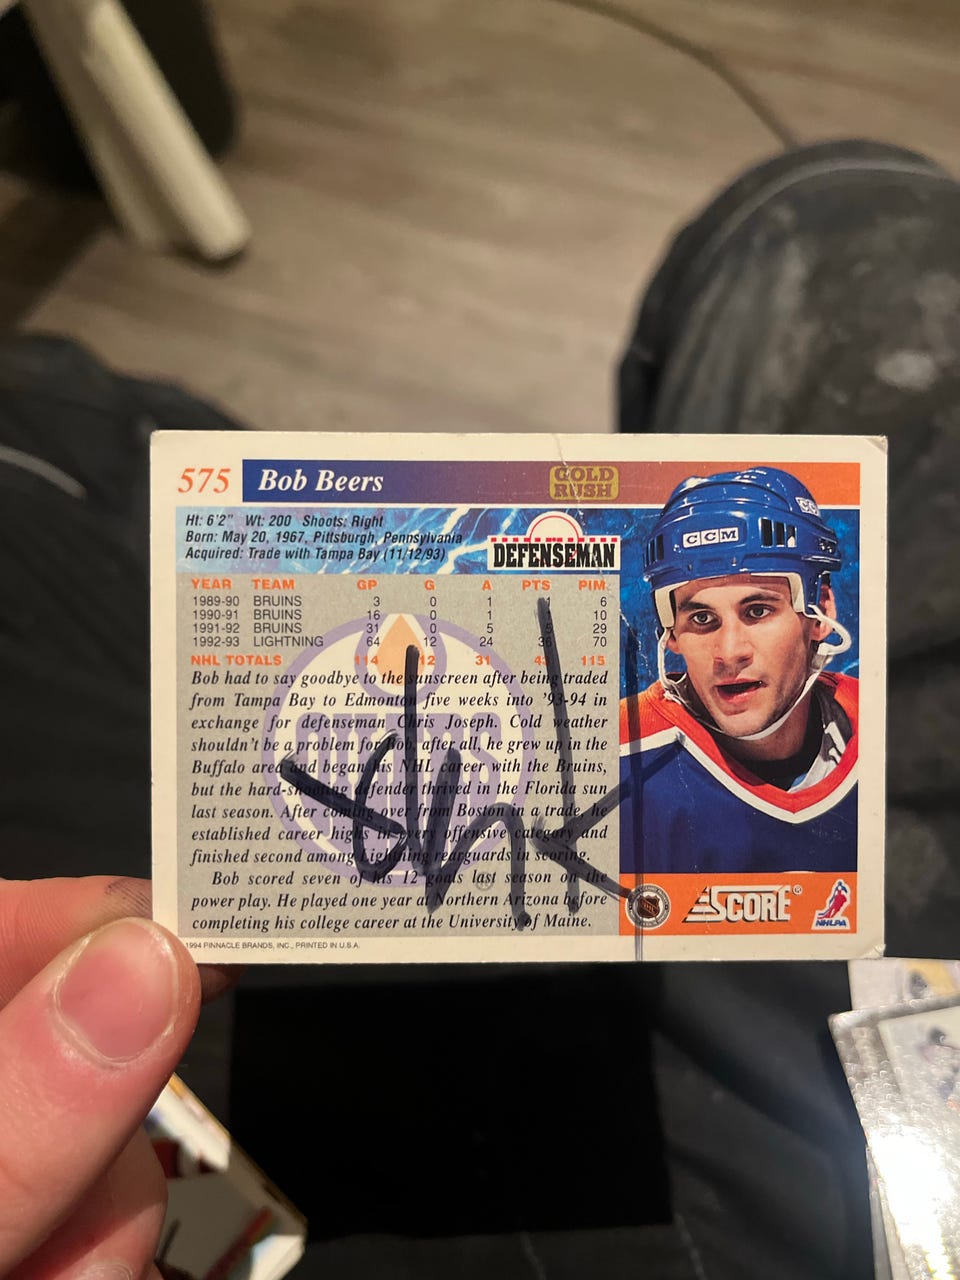 575 Bob Beers GOLD RUSH
Ht: 6'2" Wt: 200 Shoots: Right
Born: May 20, 1967, Pittsburgh, Pennsylvania
Acquired: Trade with Tampa Bay (11/12/93)
DEFENSEMAN
CCM
YEAR TEAM GP G A PTS PIM
1989-90 BRUINS 3 0 1 1 6
1990-91 BRUINS 16 0 1 10
1991-92 BRUINS 31 0 5 5 29
1992-93 LIGHTNING 64 12 24 36 70
NHL TOTALS 114 12 31 43 115
Bob had to say goodbye to the sunscreen after being traded
from Tampa Bay to Edmonton five weeks into '93-94 in
exchange for defenseman Chris Joseph. Cold weather
shouldn't be a problem for Bob, after all, he grew up in the
Buffalo area and began his NHL career with the Bruins,
but the hard-shooting defender thrived in the Florida sun
last season. After coming over from Boston in a trade, he
established career highs in every offensive category and
finished second among Lightning rearguards in scoring.
Bob scored seven of his 12 goals last season on the
power play. He played one year at Northern Arizona before
completing his college career at the University of Maine.
SCORE®
NHLPA
1994 PINNACLE BRANDS, INC., PRINTED IN U.S.A.